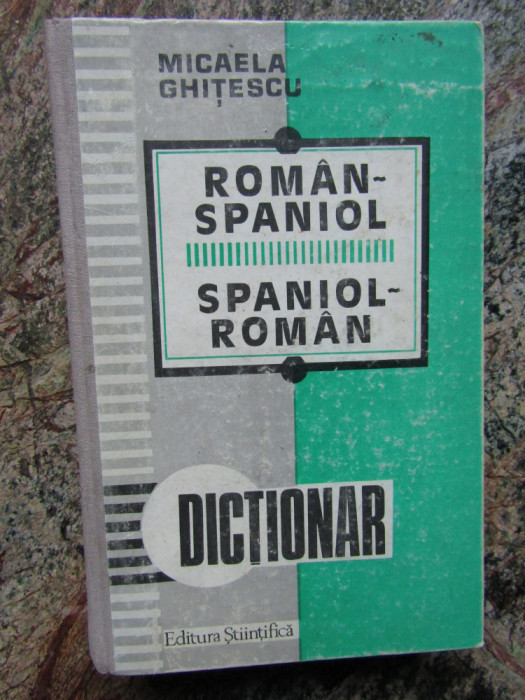 MICAELA
GHIȚESCU
ROMÂN-
SPANIOL
SPANIOL-
ROMÂN
DICȚIONAR
Editura Științifică